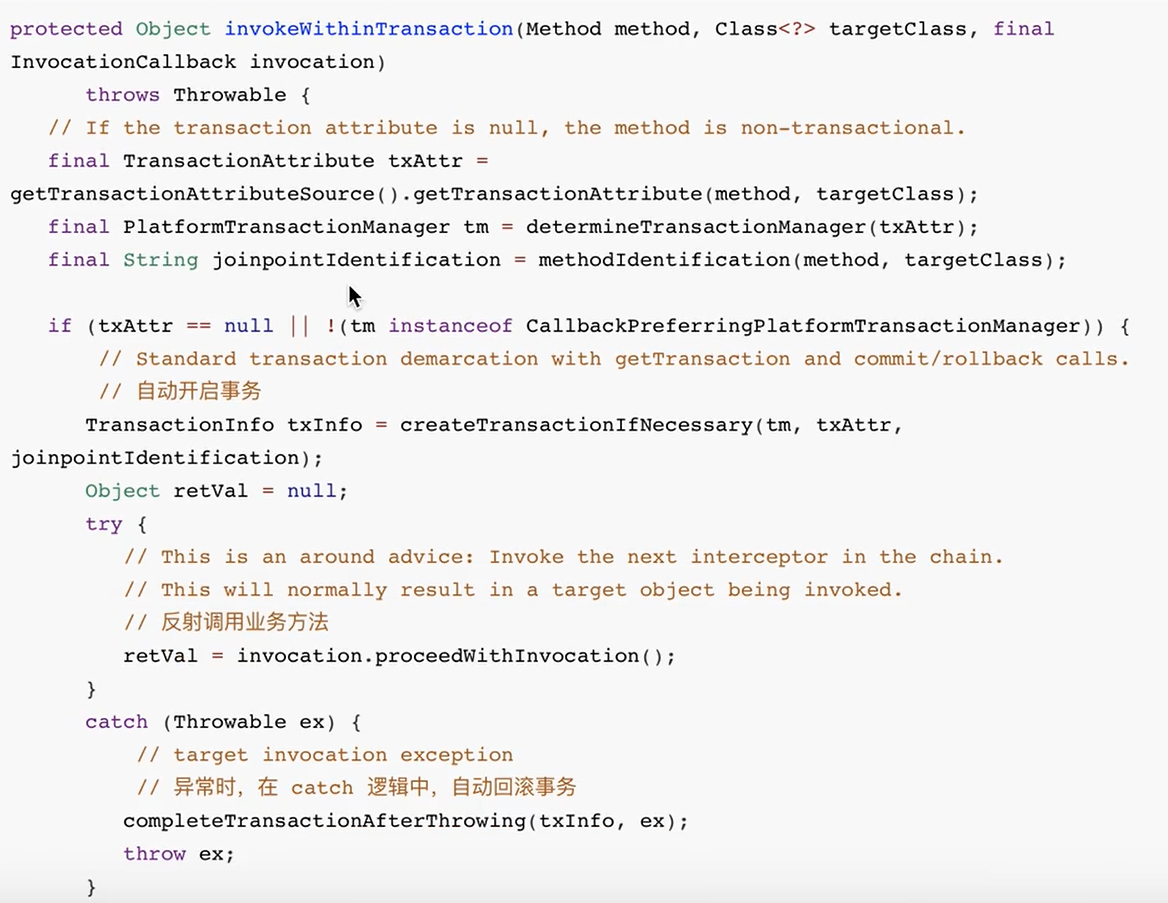 protected Object invokeWithinTransaction(Method method, Class<?> targetClass, final
InvocationCallback invocation)
throws Throwable {
// If the transaction attribute is null, the method is non-transactional.
final TransactionAttribute txAttr =
getTransactionAttributeSource().getTransactionAttribute(method, targetClass);
final PlatformTransactionManager tm = determineTransactionManager(txAttr);
final String joinpointIdentification = methodIdentification(method, targetClass);
if (txAttr == null || !(tm instanceof CallbackPreferringPlatformTransactionManager)) {
// Standard transaction demarcation with getTransaction and commit/rollback calls.
// 自动开启事务
TransactionInfo txInfo = createTransactionIfNecessary(tm, txAttr,
joinpointIdentification);
Object retVal = null;
try {
// This is an around advice: Invoke the next interceptor in the chain.
// This will normally result in a target object being invoked.
// 反射调用业务方法
retVal = invocation.proceedWithInvocation();
}
catch (Throwable ex) {
// target invocation exception
// 异常时，在 catch 逻辑中，自动回滚事务
completeTransactionAfterThrowing(txInfo, ex);
throw ex;
}